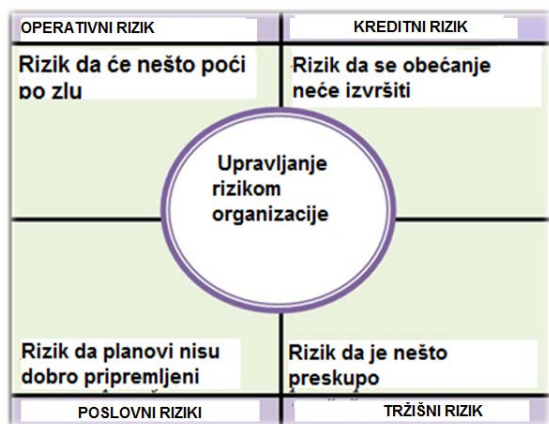 OPERATIVNI RIZIK
KREDITNI RIZIK
Rizik da će nešto poći
po zlu
Rizik da se obećanje
neće izvršiti
Upravljanje
rizikom
organizacije
Rizik da planovi nisu
dobro pripremljeni
Rizik da je nešto
preskupo
POSLOVNI RIZIKI
TRŽIŠNI RIZIK